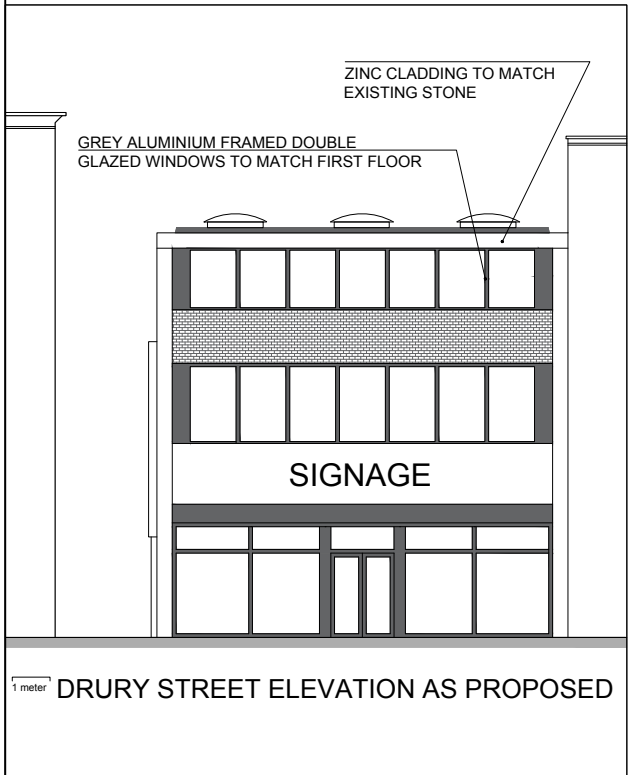 ZINC CLADDING TO MATCH
EXISTING STONE
GREY ALUMINIUM FRAMED DOUBLE
GLAZED WINDOWS TO MATCH FIRST FLOOR
SIGNAGE
1 meter
DRURY STREET ELEVATION AS PROPOSED